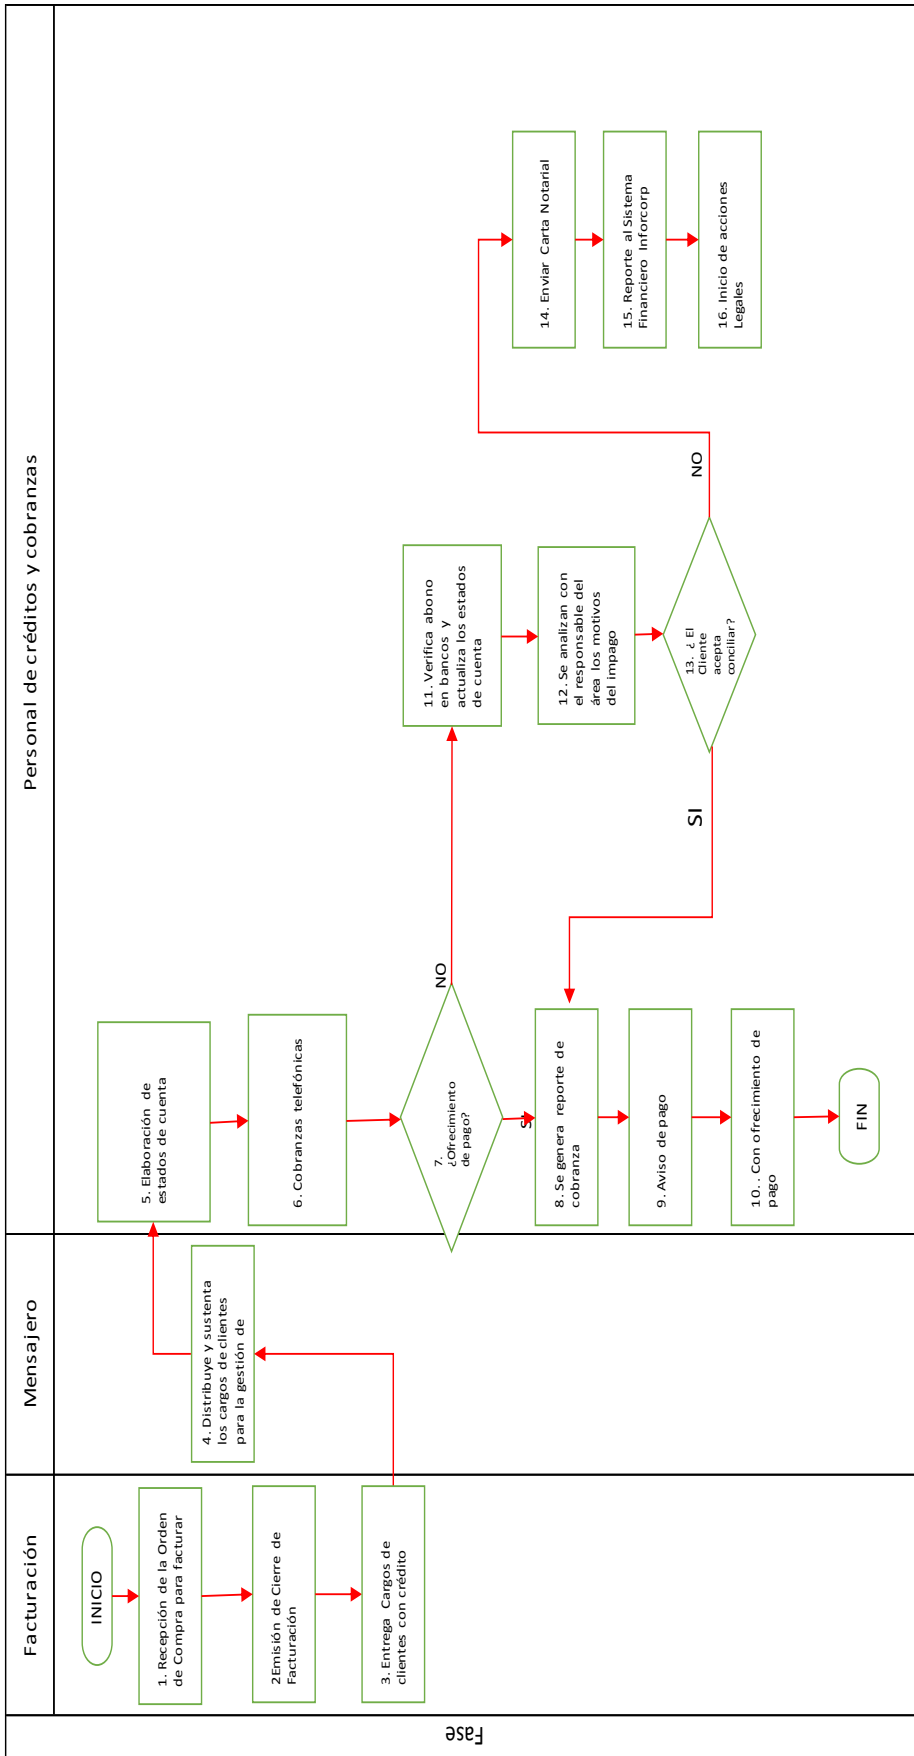 Facturación
Mensajero
Personal de créditos y cobranzas
Fase
INICIO
1. Recepción de la Orden
de Compra para facturar
2Emisión de Cierre de
Facturación
3. Entrega Cargos de
clientes con crédito
4. Distribuye y sustenta
los cargos de clientes
para la gestión de
5. Elaboración de
estados de cuenta
6. Cobranzas telefónicas
7.
¿Ofrecimiento
de pago?
NO
SI
8. Se genera reporte de
cobranza
9. Aviso de pago
10. . Con ofrecimiento de
pago
FIN
11. Verifica abono
en bancos y
actualiza los estados
de cuenta
12. Se analizan con
el responsable del
área los motivos
del impago
13. ¿ El
Cliente
acepta
conciliar?
SI
NO
14. Enviar Carta Notarial
15. Reporte al Sistema
Financiero Inforcorp
16. Inicio de acciones
Legales